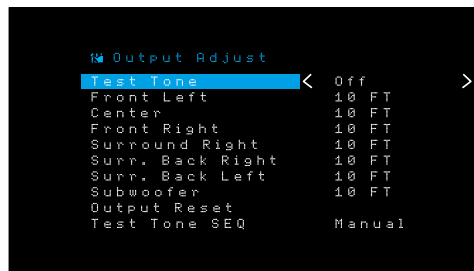 Output Adjust
Test Tone < Off >
Front Left 10 FT
Center 10 FT
Front Right 10 FT
Surround Right 10 FT
Surr. Back Right 10 FT
Surr. Back Left 10 FT
Subwoofer 10 FT
Output Reset
Test Tone SEQ Manual